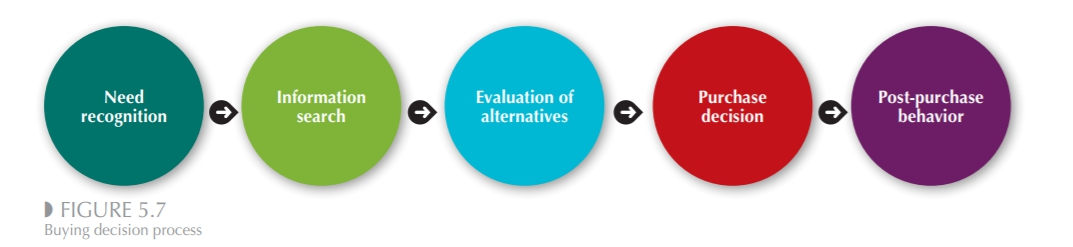 Need
recognition
Information
search
Evaluation of
alternatives
Purchase
decision
Post-purchase
behavior
FIGURE 5.7
Buying decision process